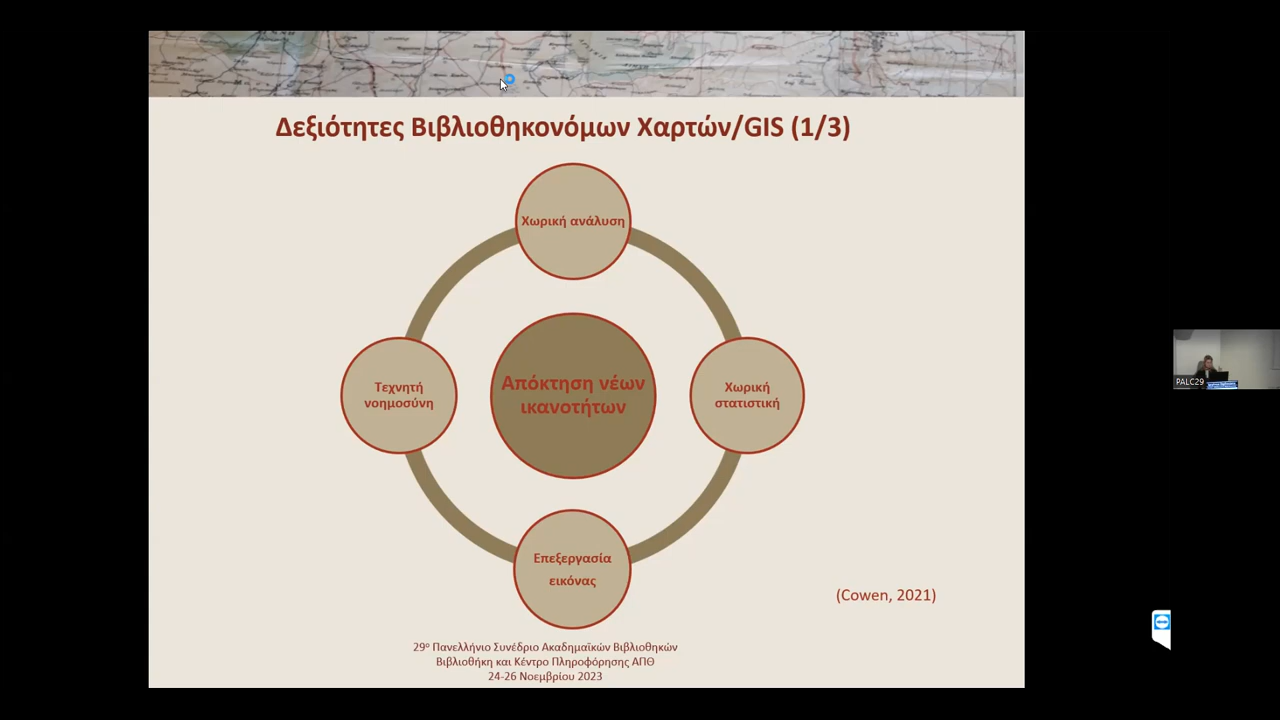 Δεξιότητες Βιβλιοθηκονόμων Χαρτών/GIS (1/3)
Χωρική ανάλυση
Τεχνητή
νοημοσύνη
Απόκτηση νέων
ικανοτήτων
Χωρική
στατιστική
Επεξεργασία
εικόνας
(Cowen, 2021)
29ο Πανελλήνιο Συνέδριο Ακαδημαϊκών Βιβλιοθηκών
Βιβλιοθήκη και Κέντρο Πληροφόρησης ΑΠΘ
24-26 Νοεμβρίου 2023
PALC29